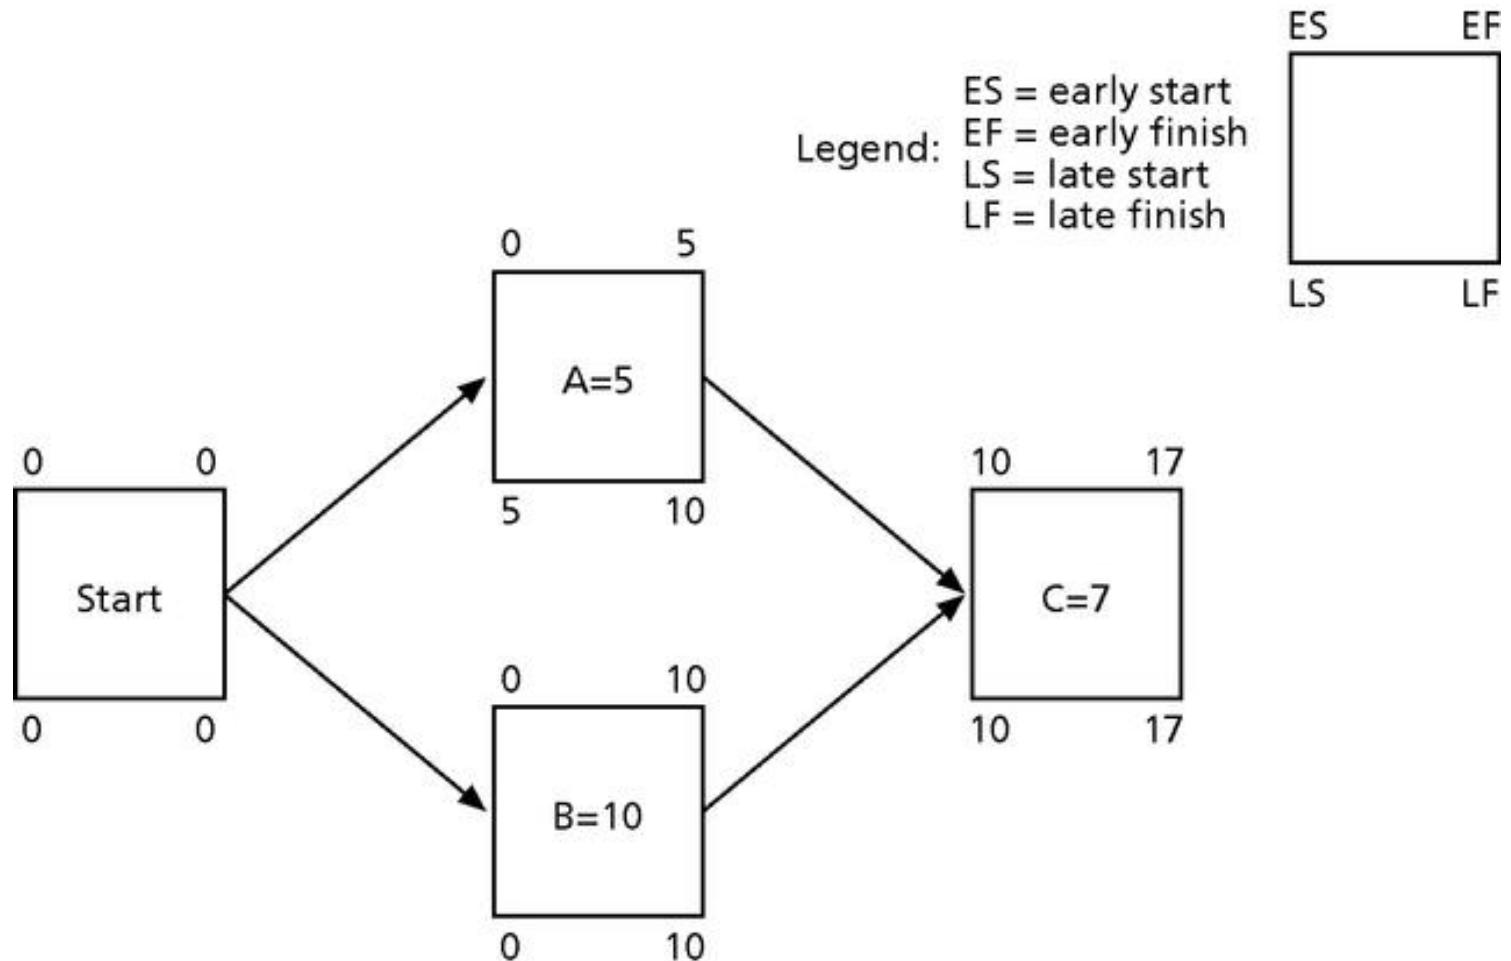 ES EF
ES = early start
EF = early finish
Legend:
LS = late start
LF = late finish
LS LF
0 5
A=5
5 10
0 0
Start
0 0
10 17
C=7
10 17
0 10
B=10
0 10